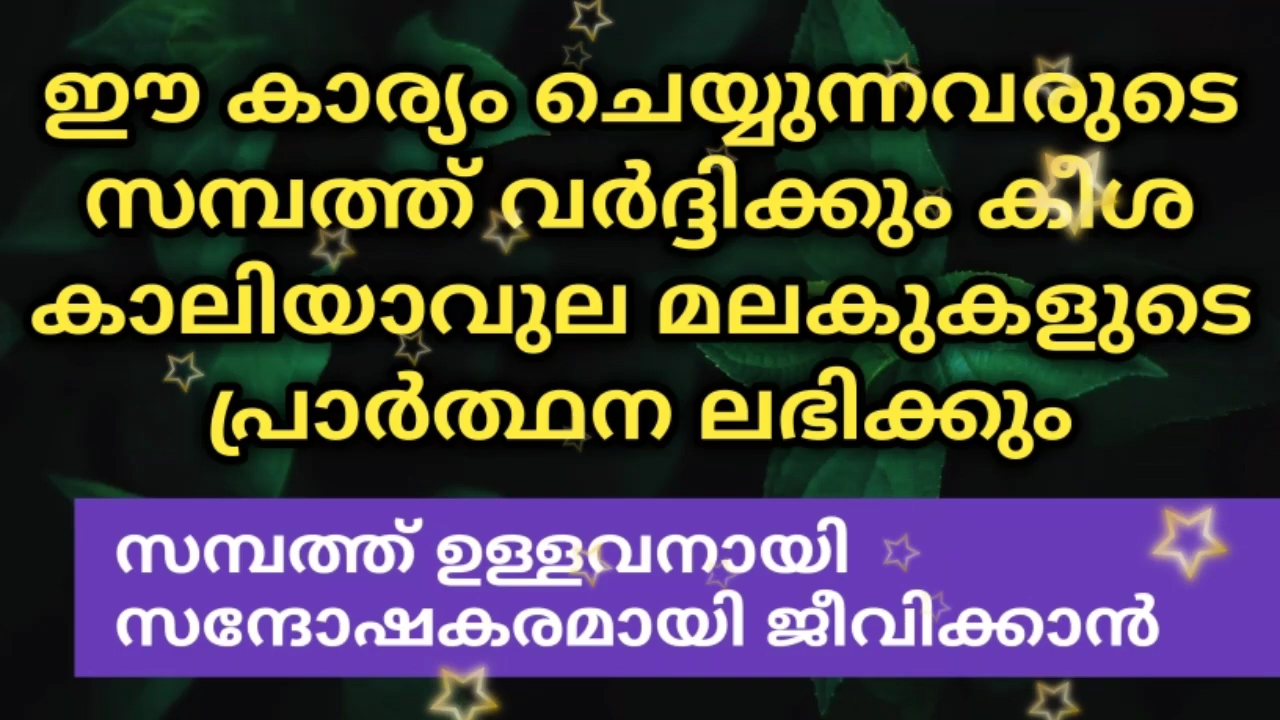 ഈ കാര്യം ചെയ്യുന്നവരുടെ
സമ്പത്ത് വർദ്ദിക്കും കീശ
കാലിയാവുല മലകുകളുടെ
പ്രാർത്ഥന ലഭിക്കും
സമ്പത്ത് ഉള്ളവനായി
സന്ദോഷകരമായി ജീവിക്കാൻ